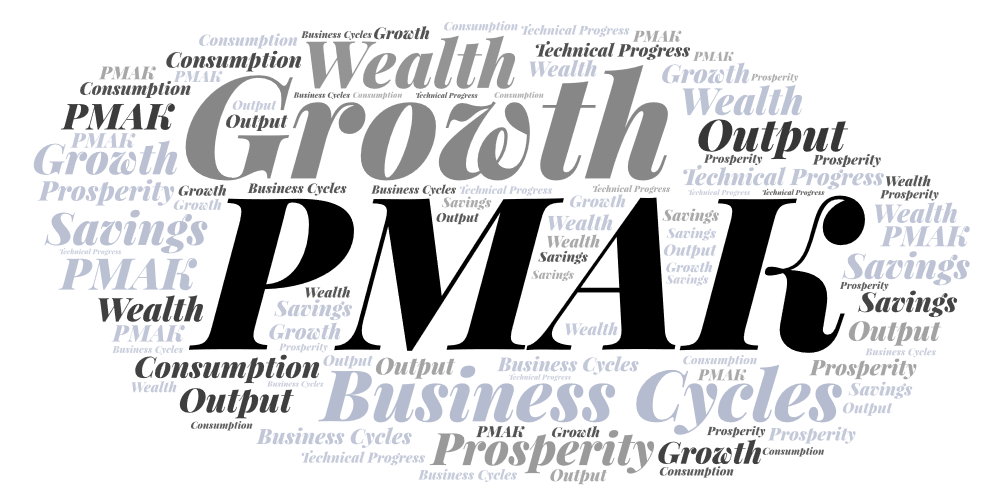 Consumption Technical Progress
Business Cycles Growth
PMAK
Consumption
Wealth
Technical Progress
Consumption
PMAK
PMAK PMAK
Wealth
Growth Prosperity
Consumption
Business Cycles Consumption Technical Progress Consumption
Wealth
Growth
Output
PMAK
Output
Output
PMAK
Growth
Prosperity Prosperity
Technical Progress
Wealth
Prosperity Growth Business Cycles Business Cycles Technical Progress Technical Progress
Technical Progress Technical Progress Prosperity
Growth
Savings
Growth
Output
Savings
Wealth
Savings
Wealth
PMAK
PMAK
Savings
Wealth
Output
Technical Progress
Savings
Growth
Savings
PMAK
Savings
Savings
Prosperity
Wealth
Wealth
Savings
Savings
PMAK
Growth
Wealth
Output
Business Cycles
Prosperity
Business Cycles
Consumption
Output Output
Business Cycles
Consumption
Prosperity
Technical Progress
PMAK
Wealth
Business Cycles
Savings
Output
Business Cycles
Output
Consumption
Business Cycles
PMAK
Growth
Prosperity
Prosperity
Prosperity
Growth
Consumption
Technical Progress
Consumption
Business Cycles
Output